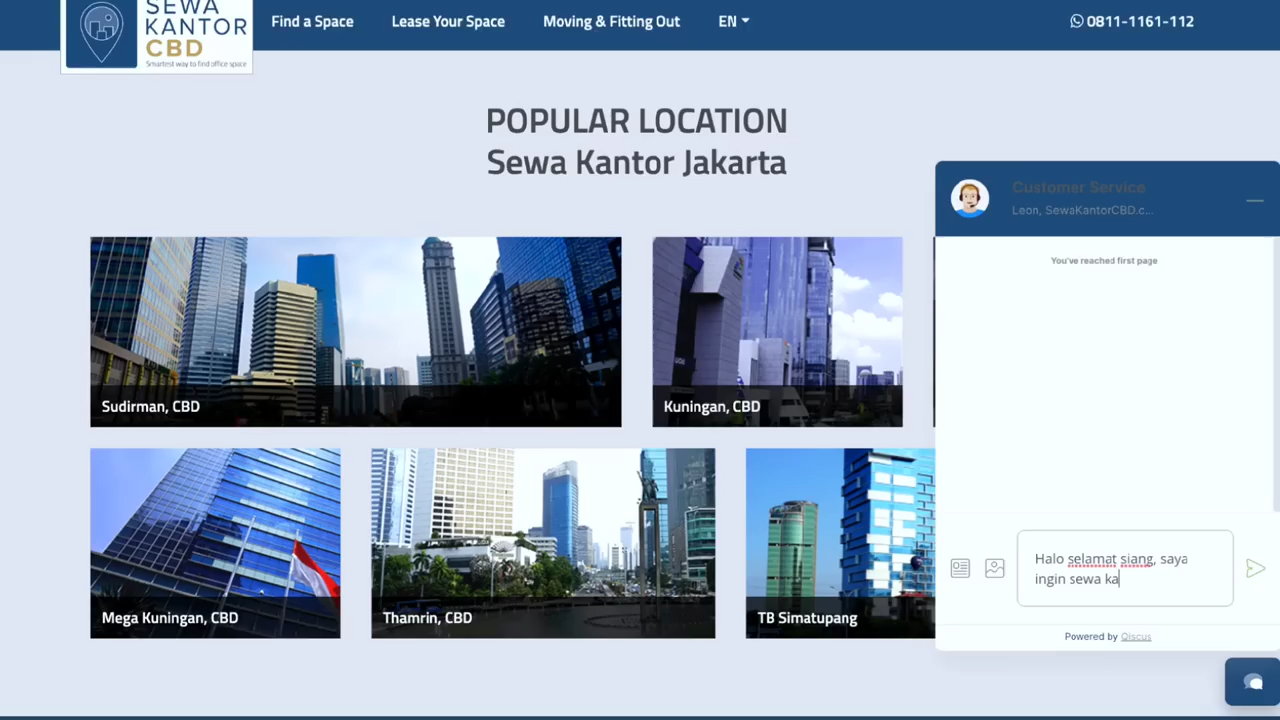 SEWA
KANTOR
CBD
Smartest way to find office space
Find a Space
Lease Your Space
Moving & Fitting Out
EN
0811-1161-112
POPULAR LOCATION
Sewa Kantor Jakarta
Sudirman, CBD
Kuningan, CBD
Mega Kuningan, CBD
Thamrin, CBD
TB Simatupang
Customer Service
Leon, SewaKantorCBD.c...
You've reached first page
Halo selamat siang, saya
ingin sewa ka
Powered by Qiscus